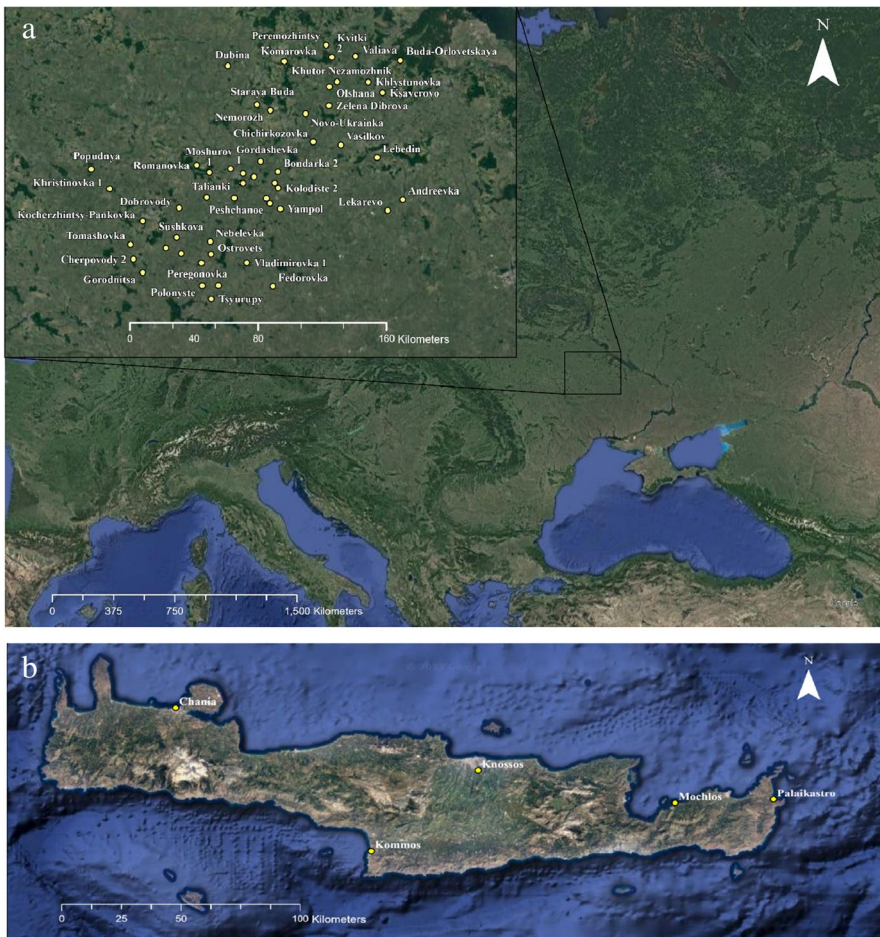 a
N
Peremozhintsy
Kvitki
2
Komarovka
Valiava
Buda-Orlovetskaya
Dubina
Khutor Nezamozhnik
Khlystunovka
Olshana
Ksaverovo
Staraya Buda
Zelena Dibrova
Nemorozh
Novo-Ukrainka
Chichirkozovka
Vasilkov
Gordashevka
Lebedin
Moshurov
1
1
Popudnya
Romanovka
Bondarka 2
Khristinovka 1
Talianki
Kolodiste 2
Andreevka
Dobrovody
Peshchanoe
Yampol
Lekarevo
Kocherzhintsy-Pankovka
Sushkova
Nebelevka
Tomashovka
Ostrovets
Cherpovody 2
Vladimirovka 1
Gorodnitsa
Peregonovka
Fedorovka
Polonyste
Tsyurupy
0 40 80 160 Kilometers
0 375 750 1,500 Kilometers
b
N
Chania
Knossos
Mochlos
Palaikastro
Kommos
0 25 50 100 Kilometers